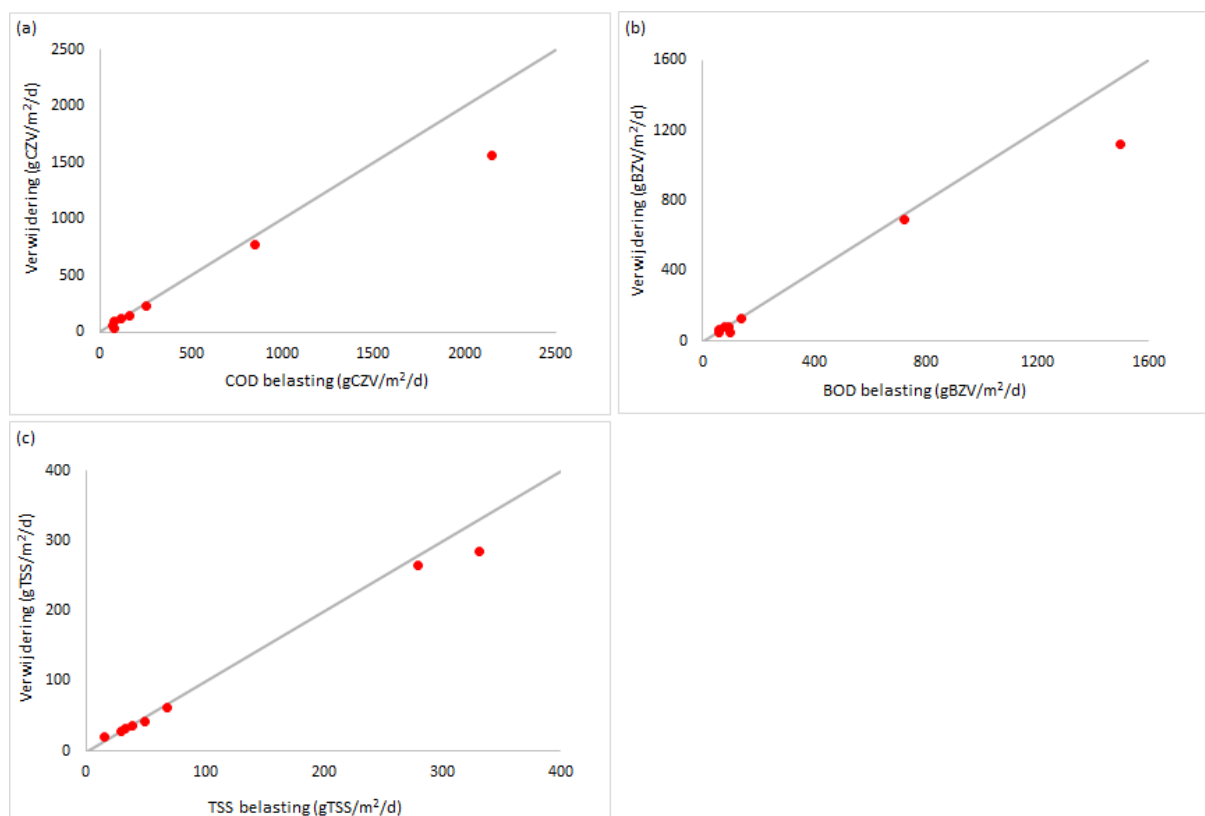 (a)
2500
2000
1500
1000
500
0
Verwijdering (gCZV/m²/d)
0 500 1000 1500 2000 2500
COD belasting (gCZV/m²/d)
(b)
1600
1200
800
400
0
Verwijdering (gBZV/m²/d)
0 400 800 1200 1600
BOD belasting (gBZV/m²/d)
(c)
400
300
200
100
0
Verwijdering (gTSS/m²/d)
0 100 200 300 400
TSS belasting (gTSS/m²/d)